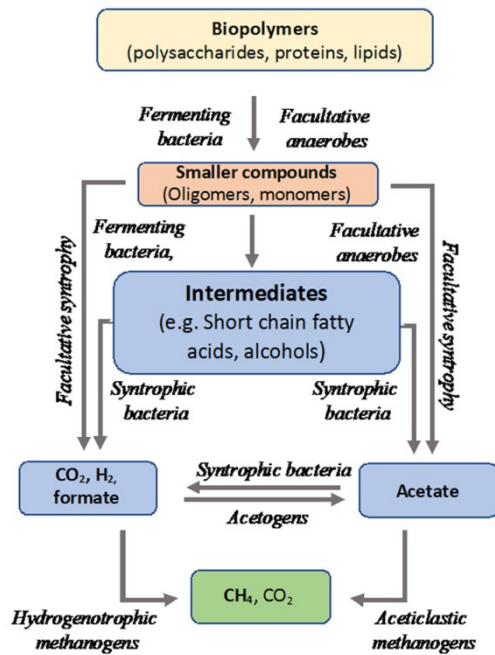 Biopolymers
(polysaccharides, proteins, lipids)
Fermenting
bacteria
Facultative
anaerobes
Smaller compounds
(Oligomers, monomers)
Fermenting
bacteria,
Facultative
anaerobes
Facultative syntrophy
Facultative syntrophy
Intermediates
(e.g. Short chain fatty
acids, alcohols)
Syntrophic
bacteria
Syntrophic
bacteria
CO₂, H₂,
formate
Syntrophic bacteria
Acetogens
Acetate
CH₄, CO₂
Hydrogenotrophic
methanogens
Aceticlastic
methanogens